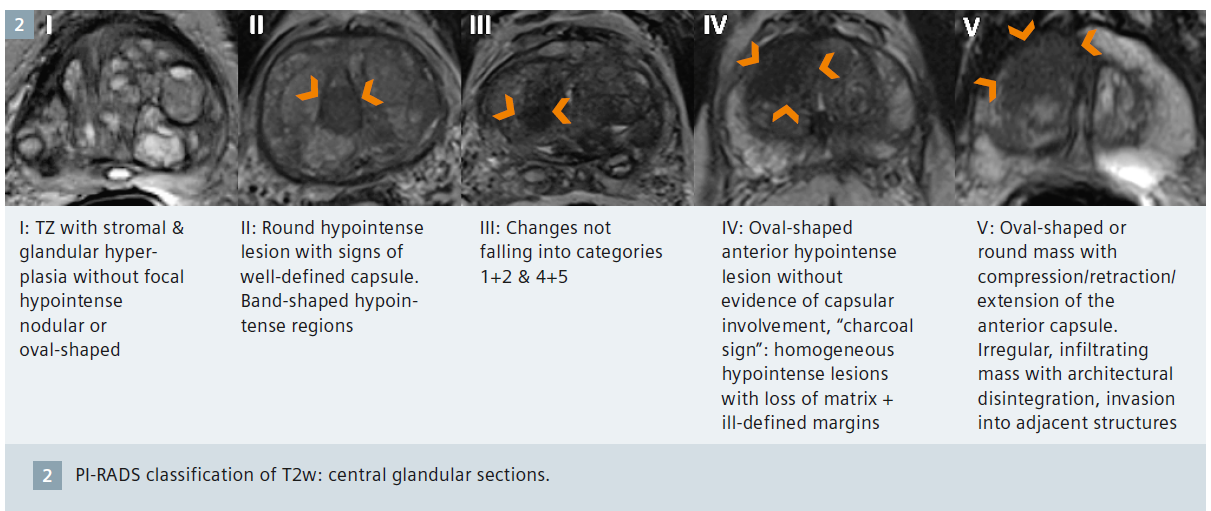 2
I
II
III
IV
V
I: TZ with stromal &
glandular hyper-
plasia without focal
hypointense
nodular or
oval-shaped
II: Round hypointense
lesion with signs of
well-defined capsule.
Band-shaped hypoin-
tense regions
III: Changes not
falling into categories
1+2 & 4+5
IV: Oval-shaped
anterior hypointense
lesion without
evidence of capsular
involvement, “charcoal
sign”: homogeneous
hypointense lesions
with loss of matrix +
ill-defined margins
V: Oval-shaped or
round mass with
compression/retraction/
extension of the
anterior capsule.
Irregular, infiltrating
mass with architectural
disintegration, invasion
into adjacent structures
2 PI-RADS classification of T2w: central glandular sections.